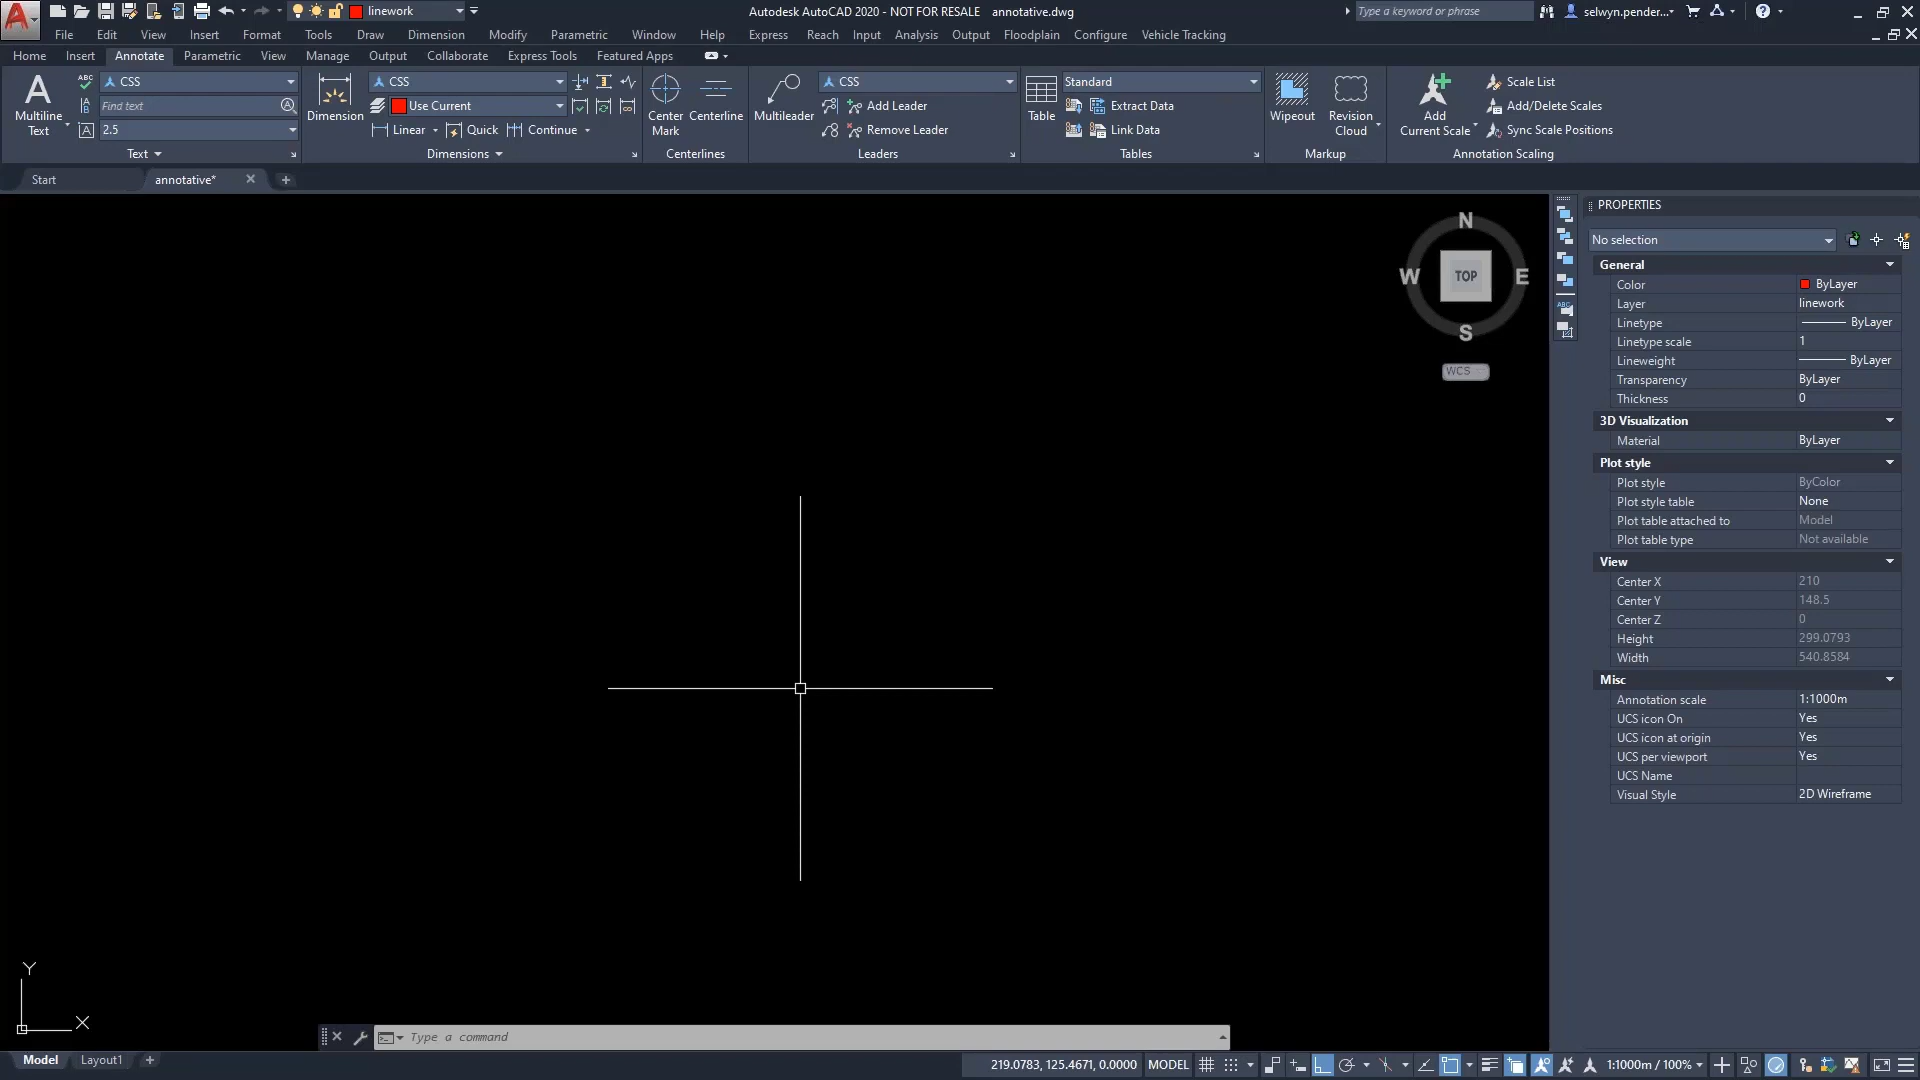 linework
Autodesk AutoCAD 2020 - NOT FOR RESALE annotative.dwg
Type a keyword or phrase
selwyn.pender...
File Edit View Insert Format Tools Draw Dimension Modify Parametric Window Help Express Reach Input Analysis Output Floodplain Configure Vehicle Tracking
Home Insert Annotate Parametric View Manage Output Collaborate Express Tools Featured Apps
A
Multiline
Text
ABC
CSS
Find text
2.5
Text
Dimension
CSS
Use Current
Linear Quick Continue
Dimensions
Center
Mark
Centerline
Centerlines
Multileader
CSS
Add Leader
Remove Leader
Leaders
Table
Standard
Extract Data
Link Data
Tables
Wipeout
Revision
Cloud
Markup
Add
Current Scale
Scale List
Add/Delete Scales
Sync Scale Positions
Annotation Scaling
Start annotative*
N
W TOP E
S
WCS
PROPERTIES
No selection
General
Color ByLayer
Layer linework
Linetype ByLayer
Linetype scale 1
Lineweight ByLayer
Transparency ByLayer
Thickness 0
3D Visualization
Material ByLayer
Plot style
Plot style ByColor
Plot style table None
Plot table attached to Model
Plot table type Not available
View
Center X 210
Center Y 148.5
Center Z 0
Height 299.0793
Width 540.8584
Misc
Annotation scale 1:1000m
UCS icon On Yes
UCS icon at origin Yes
UCS per viewport Yes
UCS Name
Visual Style 2D Wireframe
Y
X
Type a command
Model Layout1
219.0783, 125.4671, 0.0000 MODEL 1:1000m / 100%